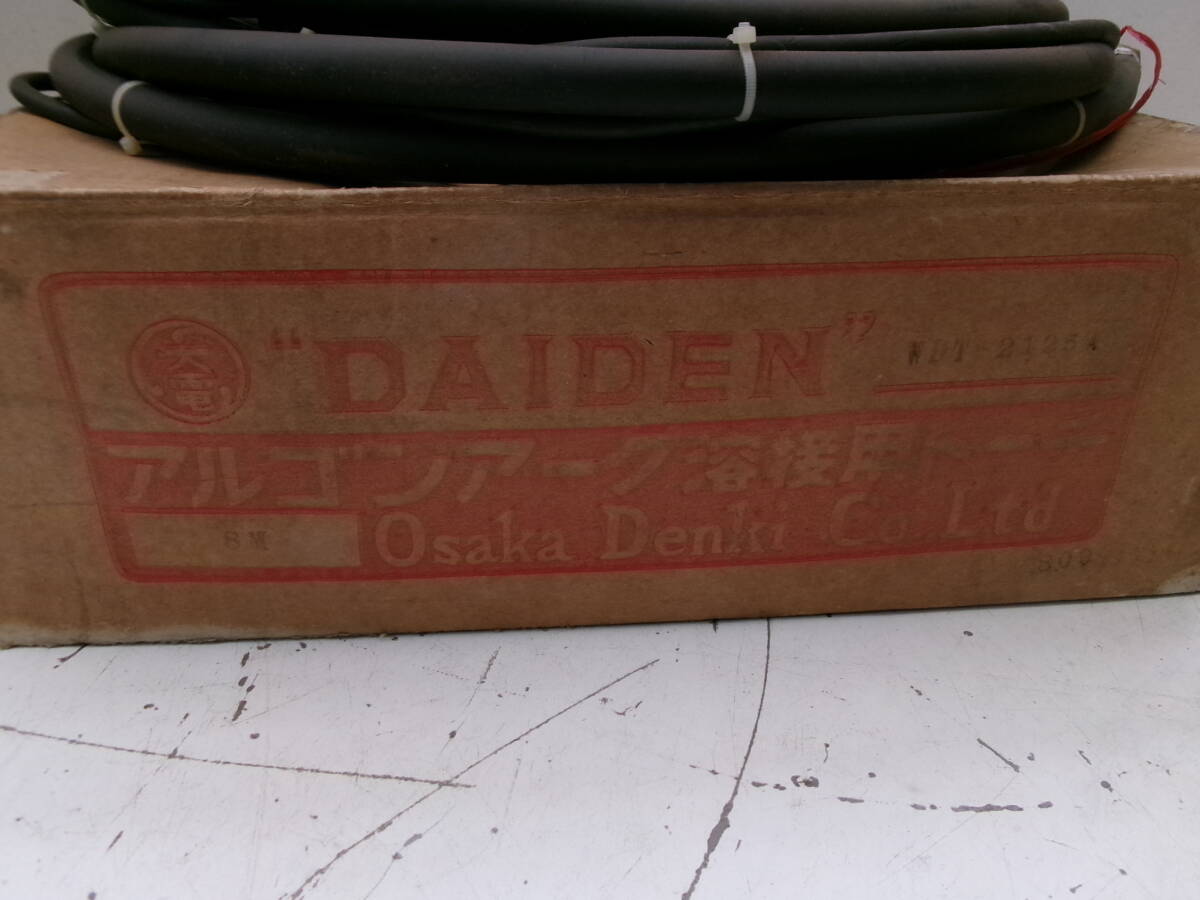 大電
"DAIDEN"
WDT-21254
アルゴンアーク溶接用トーチ
8M
Osaka Denki Co. Ltd